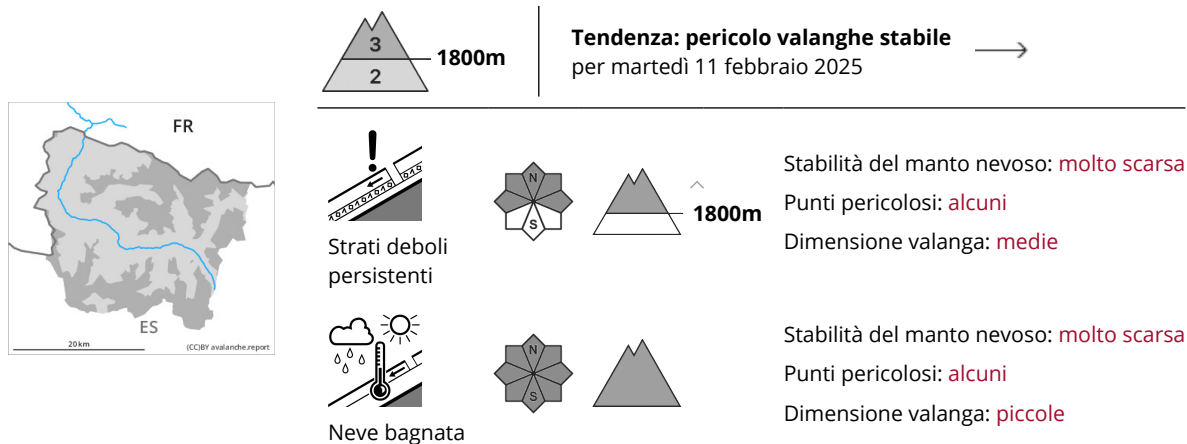 3
2
1800m
Tendenza: pericolo valanghe stabile
per martedì 11 febbraio 2025
FR
ES
20 km
(CC)BY avalanche.report
N
S
1800m
Strati deboli
persistenti
Stabilità del manto nevoso: molto scarsa
Punti pericolosi: alcuni
Dimensione valanga: medie
N
S
Neve bagnata
Stabilità del manto nevoso: molto scarsa
Punti pericolosi: alcuni
Dimensione valanga: piccole